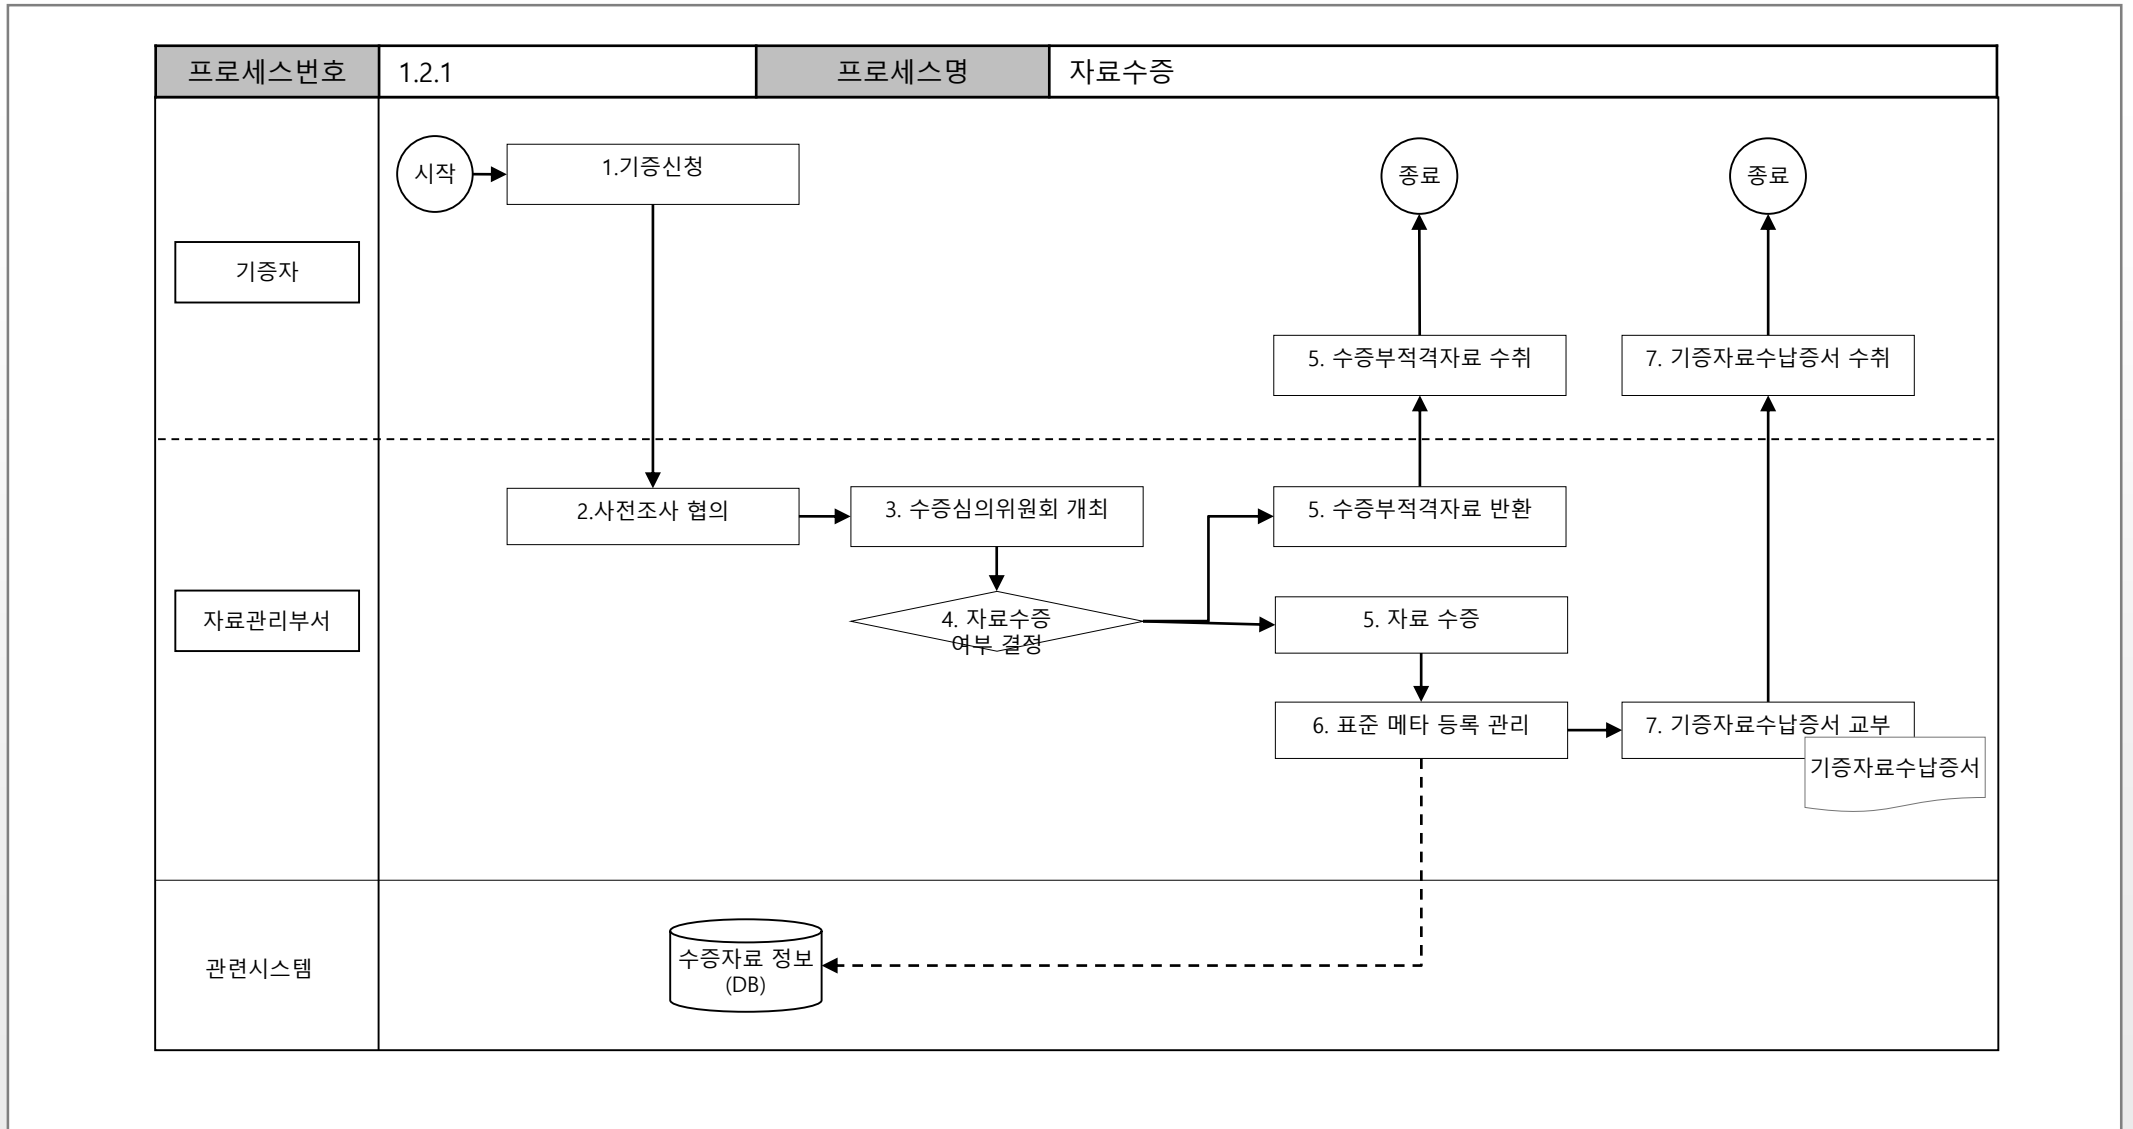 프로세스번호
1.2.1
프로세스명
자료수증
시작
1.기증신청
종료
종료
기증자
5. 수증부적격자료 수취
7. 기증자료수납증서 수취
2.사전조사 협의
3. 수증심의위원회 개최
5. 수증부적격자료 반환
자료관리부서
4. 자료수증
여부 결정
5. 자료 수증
6. 표준 메타 등록 관리
7. 기증자료수납증서 교부
기증자료수납증서
관련시스템
수증자료 정보
(DB)